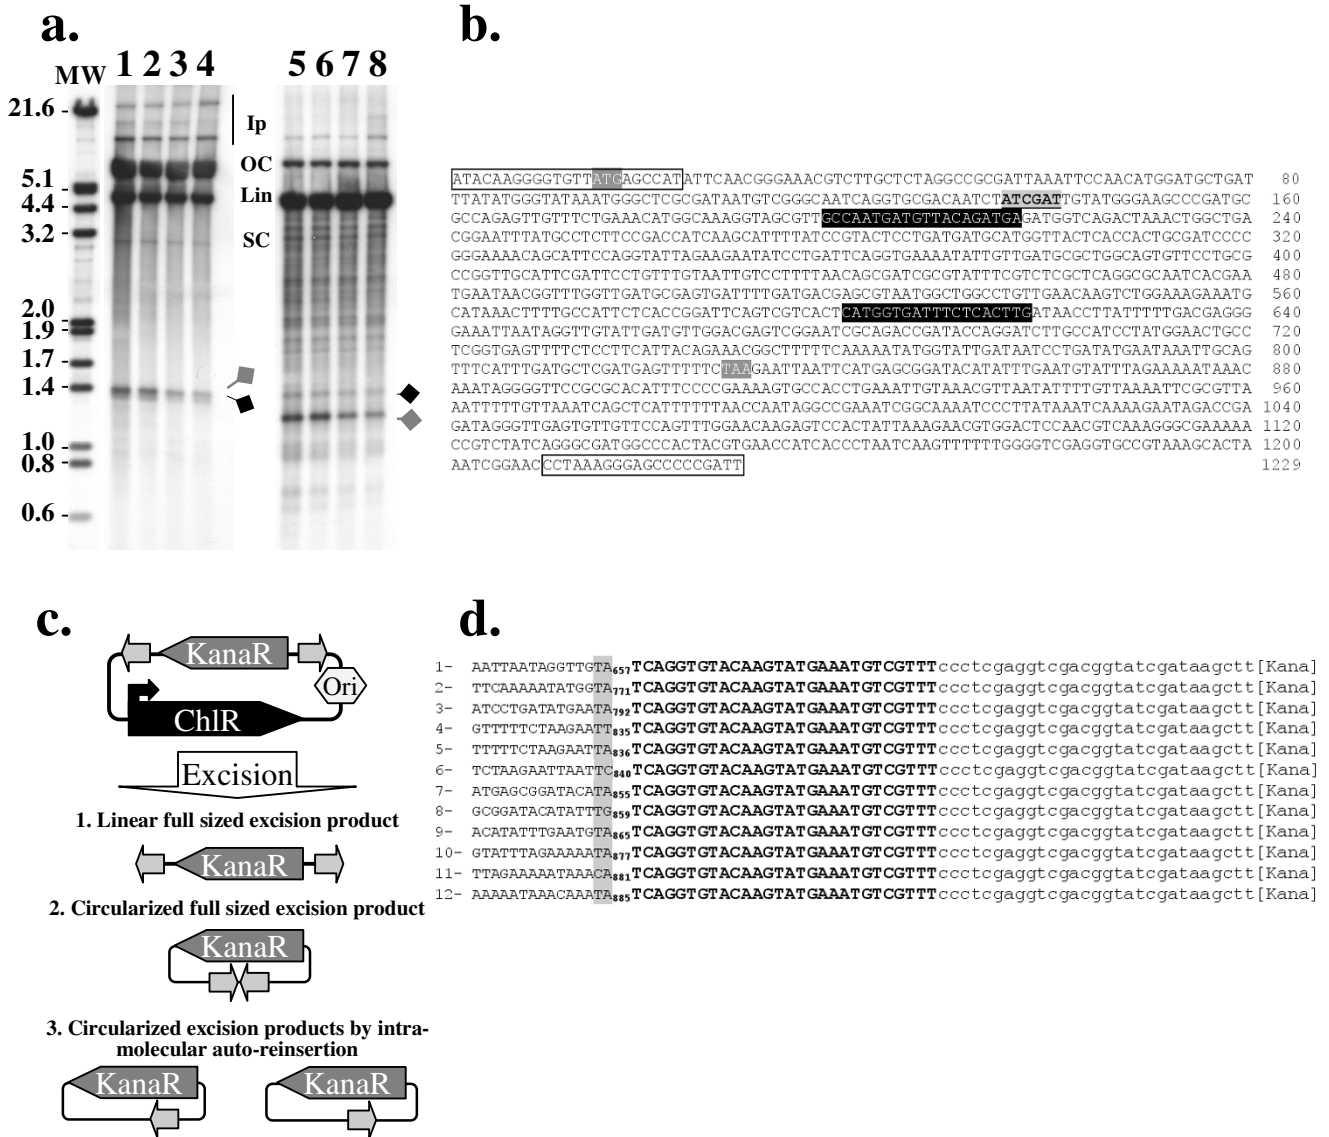 a.
MW 1 2 3 4 5 6 7 8
21.6
5.1
4.4
3.2
2.0
1.9
1.7
1.4
1.0
0.8
0.6
Ip
OC
Lin
SC
b.
ATACAAGGGGTGTTATGAGCCATATTCAACGGGAAACGTCTTGCTCTAGGCCGCGATTAAATTCCAACATGGATGCTGAT 80
TTATATGGGTATAAATGGGCTCGCGATAATGTCGGGCAATCAGGTGCGACAATCTATCGATTGTATGGGAAGCCCGATGC 160
GCCAGAGTTGTTTCTGAAACATGGCAAAGGTAGCGTTGCCAATGATGTTACAGATGAGATGGTCAGACTAAACTGGCTGA 240
CGGAATTTATGCCTCTTCCGACCATCAAGCATTTTATCCGTACTCCTGATGATGCATGGTTACTCACCACTGCGATCCCC 320
GGGAAAACAGCATTCCAGGTATTAGAAGAATATCCTGATTCAGGTGAAAATATTGTTGATGCGCTGGCAGTGTTCCTGCG 400
CCGGTTGCATTCGATTCCTGTTTGTAATTGTCCTTTTAACAGCGATCGCGTATTTCGTCTCGCTCAGGCGCAATCACGAA 480
TGAATAACGGTTTGGTTGATGCGAGTGATTTTGATGACGAGCGTAATGGCTGGCCTGTTGAACAAGTCTGGAAAGAAATG 560
CATAAACTTTTGCCATTCTCACCGGATTCAGTCGTCACTCATGGTGATTTCTCACTTGATAACCTTATTTTTGACGAGGG 640
GAAATTAATAGGTTGTATTGATGTTGGACGAGTCGGAATCGCAGACCGATACCAGGATCTTGCCATCCTATGGAACTGCC 720
TCGGTGAGTTTTCTCCTTCATTACAGAAACGGCTTTTTCAAAAATATGGTATTGATAATCCTGATATGAATAAATTGCAG 800
TTTCATTTGATGCTCGATGAGTTTTTCTAAGAATTAATTCATGAGCGGATACATATTTGAATGTATTTAGAAAAATAAAC 880
AAATAGGGGTTCCGCGCACATTTCCCCGAAAAGTGCCACCTGAAATTGTAAACGTTAATATTTTGTTAAAATTCGCGTTA 960
AATTTTTGTTAAATCAGCTCATTTTTTAACCAATAGGCCGAAATCGGCAAAATCCCTTATAAATCAAAAGAATAGACCGA 1040
GATAGGGTTGAGTGTTGTTCCAGTTTGGAACAAGAGTCCACTATTAAAGAACGTGGACTCCAACGTCAAAGGGCGAAAAA 1120
CCGTCTATCAGGGCGATGGCCCACTACGTGAACCATCACCCTAATCAAGTTTTTTGGGGTCGAGGTGCCGTAAAGCACTA 1200
AATCGGAACCCTAAAGGGAGCCCCCGATT 1229
c.
KanaR
Ori
ChlR
Excision
1. Linear full sized excision product
KanaR
2. Circularized full sized excision product
KanaR
3. Circularized excision products by intra-
molecular auto-reinsertion
KanaR KanaR
d.
1- AATTAATAGGTTGTA657TCAGGTGTACAAGTATGAAATGTCGTTTccctcgaggtcgacggtatcgataagctt[Kana]
2- TTCAAAAATATGGTA771TCAGGTGTACAAGTATGAAATGTCGTTTccctcgaggtcgacggtatcgataagctt[Kana]
3- ATCCTGATATGAATA792TCAGGTGTACAAGTATGAAATGTCGTTTccctcgaggtcgacggtatcgataagctt[Kana]
4- GTTTTTCTAAGAATT835TCAGGTGTACAAGTATGAAATGTCGTTTccctcgaggtcgacggtatcgataagctt[Kana]
5- TTTTTCTAAGAATTA836TCAGGTGTACAAGTATGAAATGTCGTTTccctcgaggtcgacggtatcgataagctt[Kana]
6- TCTAAGAATTAATTC840TCAGGTGTACAAGTATGAAATGTCGTTTccctcgaggtcgacggtatcgataagctt[Kana]
7- ATGAGCGGATACATA855TCAGGTGTACAAGTATGAAATGTCGTTTccctcgaggtcgacggtatcgataagctt[Kana]
8- GCGGATACATATTTG859TCAGGTGTACAAGTATGAAATGTCGTTTccctcgaggtcgacggtatcgataagctt[Kana]
9- ACATATTTGAATGTA865TCAGGTGTACAAGTATGAAATGTCGTTTccctcgaggtcgacggtatcgataagctt[Kana]
10- GTATTTAGAAAAATA877TCAGGTGTACAAGTATGAAATGTCGTTTccctcgaggtcgacggtatcgataagctt[Kana]
11- TTAGAAAAATAAACA881TCAGGTGTACAAGTATGAAATGTCGTTTccctcgaggtcgacggtatcgataagctt[Kana]
12- AAAAATAAACAAATA885TCAGGTGTACAAGTATGAAATGTCGTTTccctcgaggtcgacggtatcgataagctt[Kana]